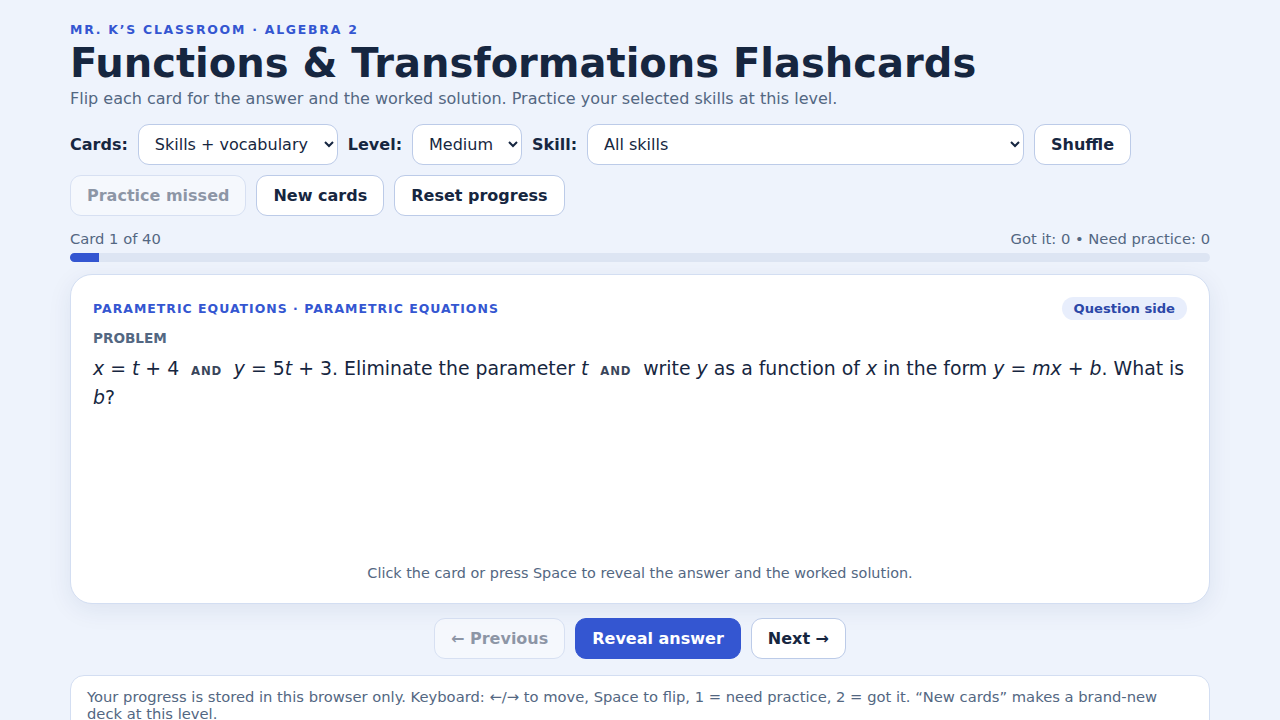 MR. K’S CLASSROOM · ALGEBRA 2
Functions & Transformations Flashcards
Flip each card for the answer and the worked solution. Practice your selected skills at this level.
Cards: Skills + vocabulary Level: Medium Skill: All skills Shuffle
Practice missed New cards Reset progress
Card 1 of 40 Got it: 0 • Need practice: 0
PARAMETRIC EQUATIONS · PARAMETRIC EQUATIONS Question side
PROBLEM
x = t + 4 AND y = 5t + 3. Eliminate the parameter t AND write y as a function of x in the form y = mx + b. What is
b?
Click the card or press Space to reveal the answer and the worked solution.
← Previous Reveal answer Next →
Your progress is stored in this browser only. Keyboard: ←/→ to move, Space to flip, 1 = need practice, 2 = got it. “New cards” makes a brand-new
deck at this level.